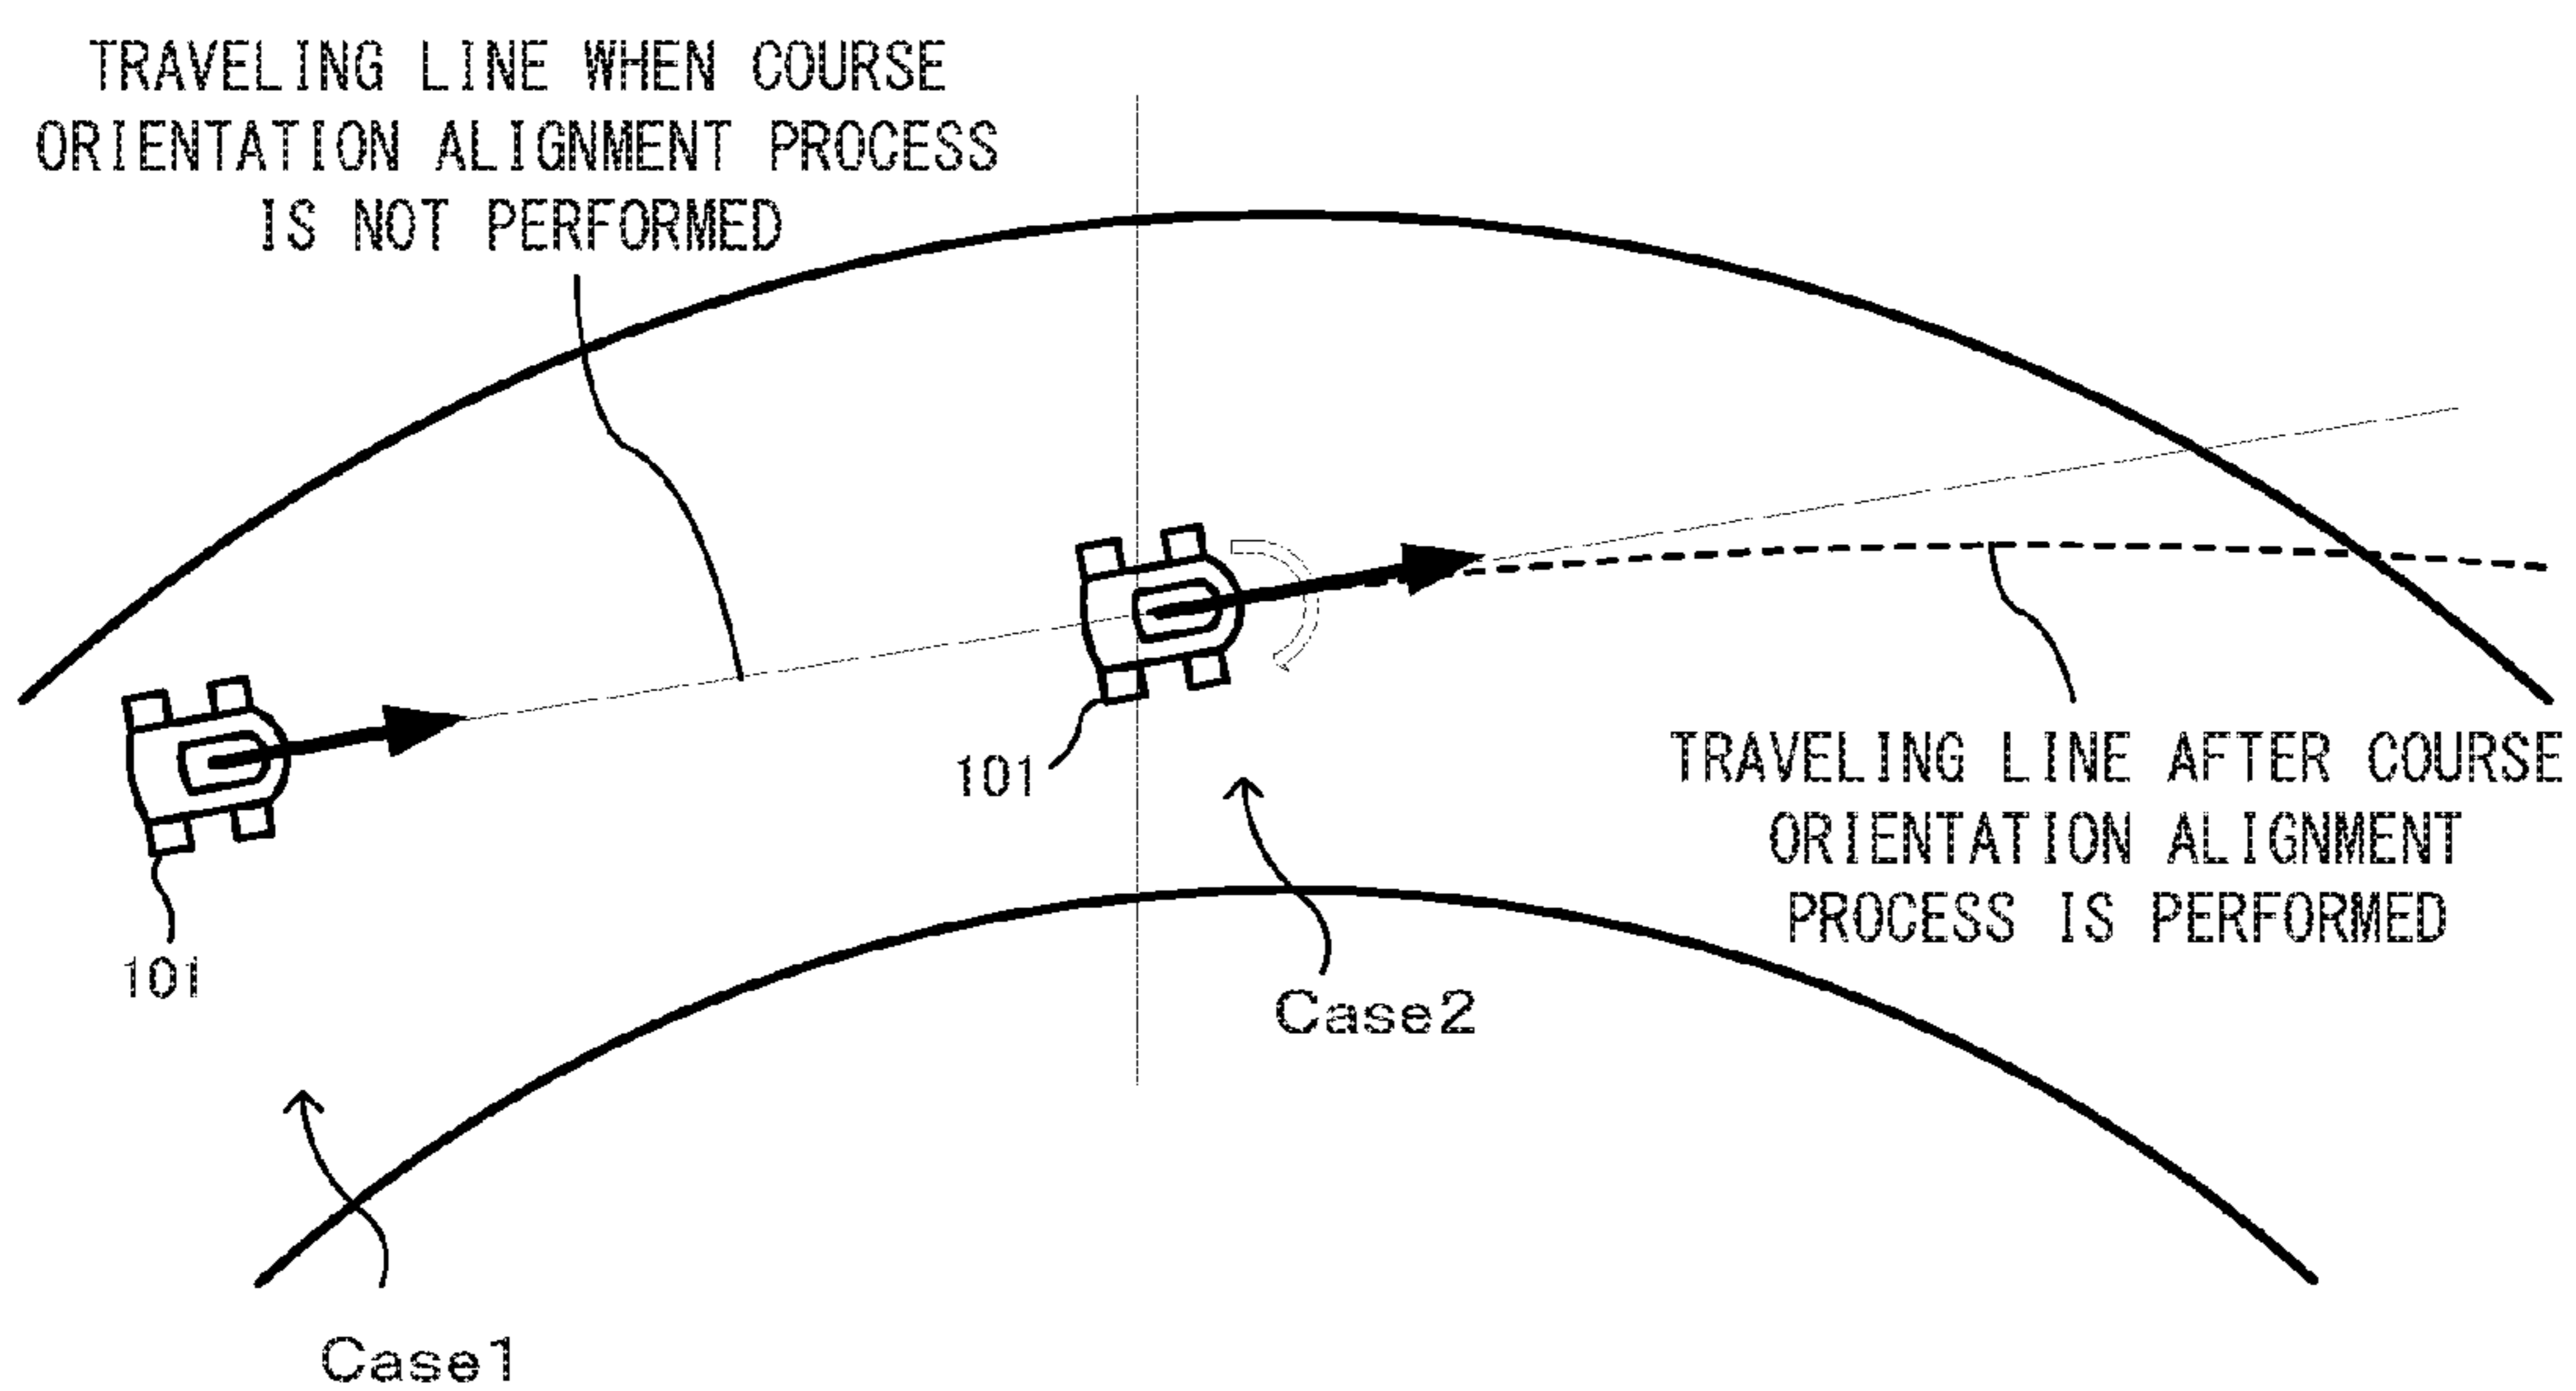 TRAVELING LINE WHEN COURSE
ORIENTATION ALIGNMENT PROCESS
IS NOT PERFORMED
101
101
TRAVELING LINE AFTER COURSE
ORIENTATION ALIGNMENT
PROCESS IS PERFORMED
Case2
Case1